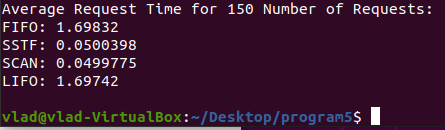 Average Request Time for 150 Number of Requests:
FIFO: 1.69832
SSTF: 0.0500398
SCAN: 0.0499775
LIFO: 1.69742
vlad@vlad-VirtualBox:~/Desktop/program5$